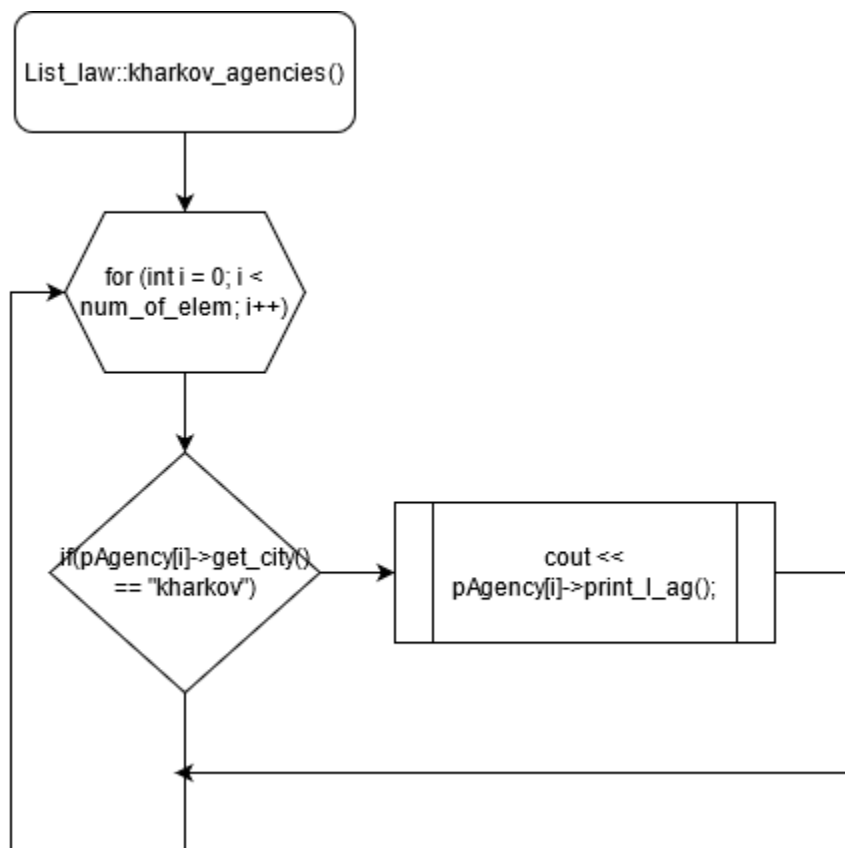 List_law::kharkov_agencies()
for (int i = 0; i <
num_of_elem; i++)
if(pAgency[i]->get_city()
== "kharkov")
cout <<
pAgency[i]->print_l_ag();